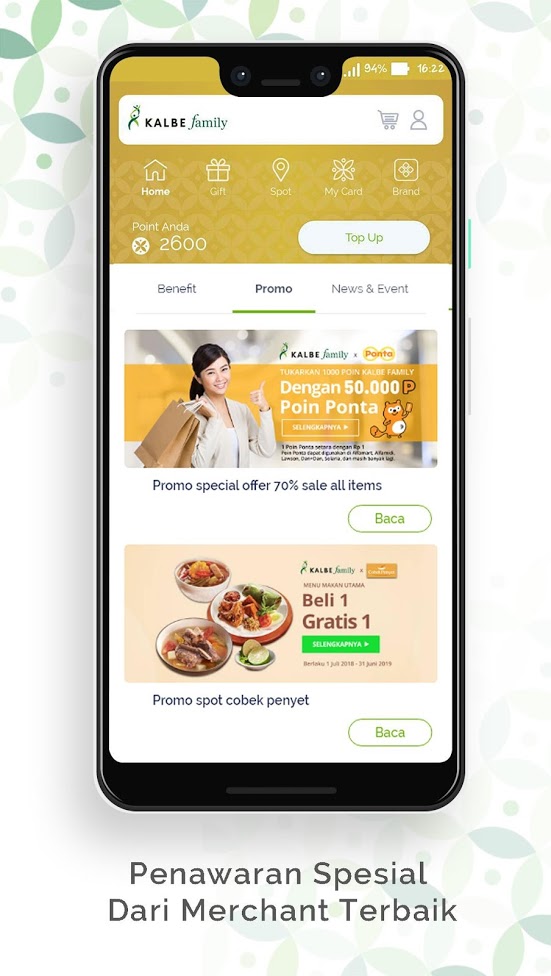 94% 16:22
KALBE family
Home Gift Spot My Card Brand
Point Anda
2600
Top Up
Benefit Promo News & Event
KALBE family x Ponta
TUKARKAN 1000 POIN KALBE FAMILY
Dengan 50.000 P
Poin Ponta
SELENGKAPNYA
1 Poin Ponta setara dengan Rp 1
Poin Ponta dapat digunakan di Alfamart, Alfamidi,
Lawson, Dan+Dan, Solaria, dan masih banyak lagi.
Promo special offer 70% sale all items
Baca
KALBE family x
MENU MAKAN UTAMA
Beli 1
Gratis 1
SELENGKAPNYA
Berlaku 1 Juli 2018 - 31 Juni 2019
Promo spot cobek penyet
Baca
Penawaran Spesial
Dari Merchant Terbaik